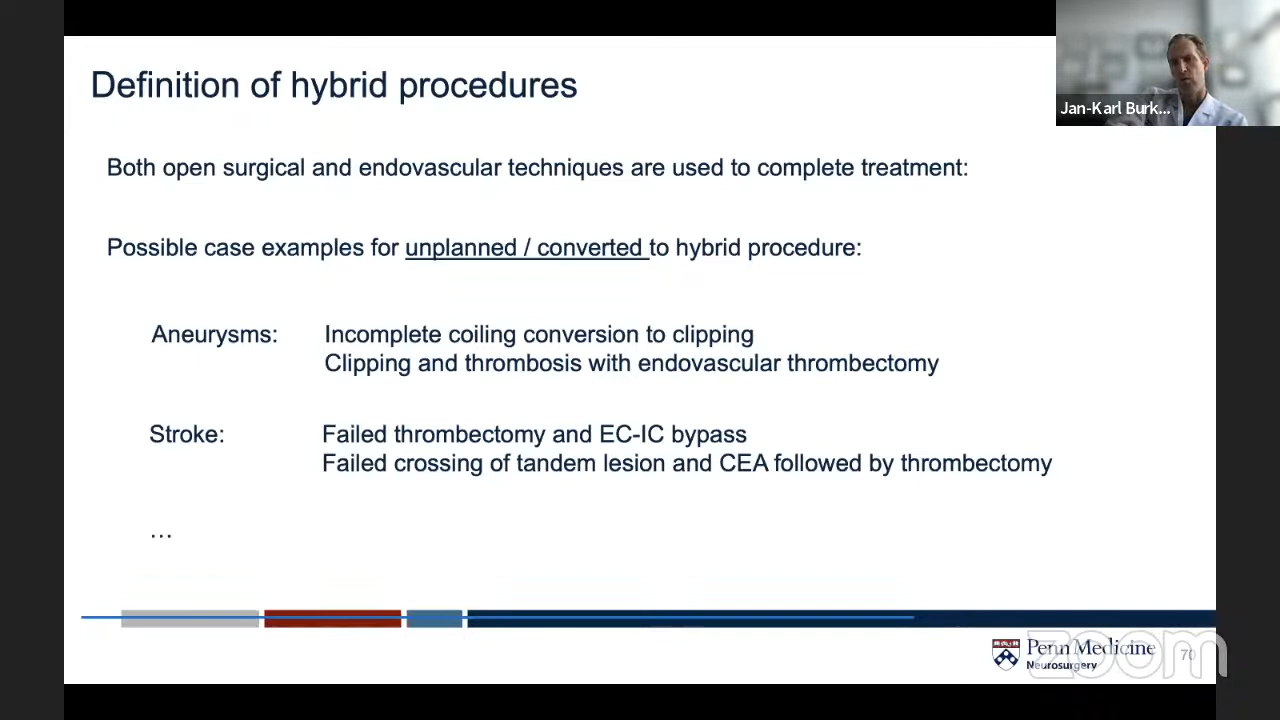 Definition of hybrid procedures
Jan-Karl Burk...
Both open surgical and endovascular techniques are used to complete treatment:
Possible case examples for unplanned / converted to hybrid procedure:
Aneurysms: Incomplete coiling conversion to clipping
Clipping and thrombosis with endovascular thrombectomy
Stroke: Failed thrombectomy and EC-IC bypass
Failed crossing of tandem lesion and CEA followed by thrombectomy
…
Penn Medicine
Neurosurgery
70
zoom